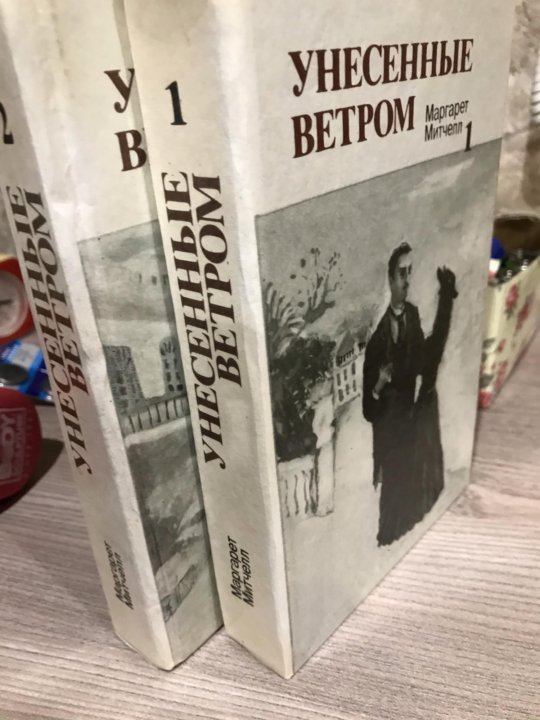 УНЕСЕННЫЕ
ВЕТРОМ
Маргарет
Митчелл
1
1
УНЕСЕННЫЕ
ВЕТРОМ
Маргарет
Митчелл
У
В
2
УНЕСЕННЫЕ
ВЕТРОМ
Маргарет
Митчелл